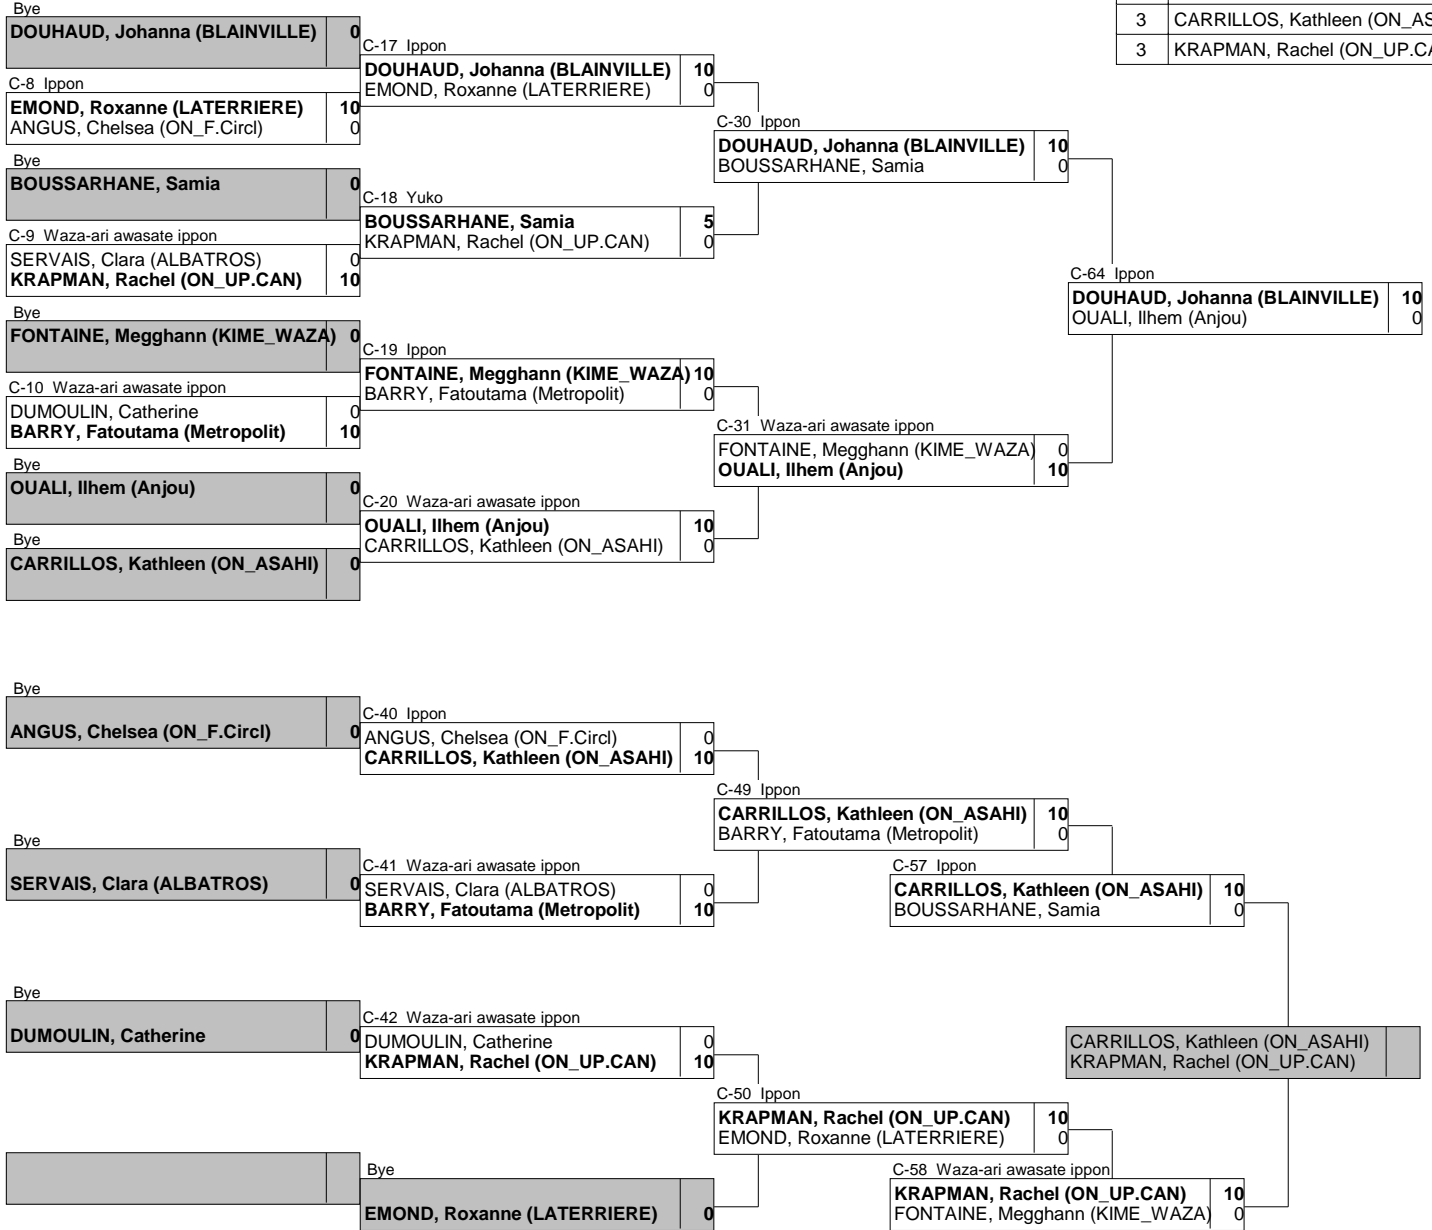 Bye
DOUHAUD, Johanna (BLAINVILLE) 0
C-8 Ippon
EMOND, Roxanne (LATERRIERE) 10
ANGUS, Chelsea (ON_F.Circl) 0
Bye
BOUSSARHANE, Samia 0
C-9 Waza-ari awasate ippon
SERVAIS, Clara (ALBATROS) 0
KRAPMAN, Rachel (ON_UP.CAN) 10
Bye
FONTAINE, Megghann (KIME_WAZA) 0
C-10 Waza-ari awasate ippon
DUMOULIN, Catherine 0
BARRY, Fatoutama (Metropolit) 10
Bye
OUALI, Ilhem (Anjou) 0
Bye
CARRILLOS, Kathleen (ON_ASAHI) 0
C-17 Ippon
DOUHAUD, Johanna (BLAINVILLE) 10
EMOND, Roxanne (LATERRIERE) 0
C-18 Yuko
BOUSSARHANE, Samia 5
KRAPMAN, Rachel (ON_UP.CAN) 0
C-19 Ippon
FONTAINE, Megghann (KIME_WAZA) 10
BARRY, Fatoutama (Metropolit) 0
C-20 Waza-ari awasate ippon
OUALI, Ilhem (Anjou) 10
CARRILLOS, Kathleen (ON_ASAHI) 0
C-30 Ippon
DOUHAUD, Johanna (BLAINVILLE) 10
BOUSSARHANE, Samia 0
C-31 Waza-ari awasate ippon
FONTAINE, Megghann (KIME_WAZA) 0
OUALI, Ilhem (Anjou) 10
C-64 Ippon
DOUHAUD, Johanna (BLAINVILLE) 10
OUALI, Ilhem (Anjou) 0
3 CARRILLOS, Kathleen (ON_AS
3 KRAPMAN, Rachel (ON_UP.CA
Bye
ANGUS, Chelsea (ON_F.Circl) 0
Bye
SERVAIS, Clara (ALBATROS) 0
Bye
DUMOULIN, Catherine 0
C-40 Ippon
ANGUS, Chelsea (ON_F.Circl) 0
CARRILLOS, Kathleen (ON_ASAHI) 10
C-41 Waza-ari awasate ippon
SERVAIS, Clara (ALBATROS) 0
BARRY, Fatoutama (Metropolit) 10
C-42 Waza-ari awasate ippon
DUMOULIN, Catherine 0
KRAPMAN, Rachel (ON_UP.CAN) 10
Bye
EMOND, Roxanne (LATERRIERE) 0
C-49 Ippon
CARRILLOS, Kathleen (ON_ASAHI) 10
BARRY, Fatoutama (Metropolit) 0
C-50 Ippon
KRAPMAN, Rachel (ON_UP.CAN) 10
EMOND, Roxanne (LATERRIERE) 0
C-57 Ippon
CARRILLOS, Kathleen (ON_ASAHI) 10
BOUSSARHANE, Samia 0
C-58 Waza-ari awasate ippon
KRAPMAN, Rachel (ON_UP.CAN) 10
FONTAINE, Megghann (KIME_WAZA) 0
CARRILLOS, Kathleen (ON_ASAHI)
KRAPMAN, Rachel (ON_UP.CAN)